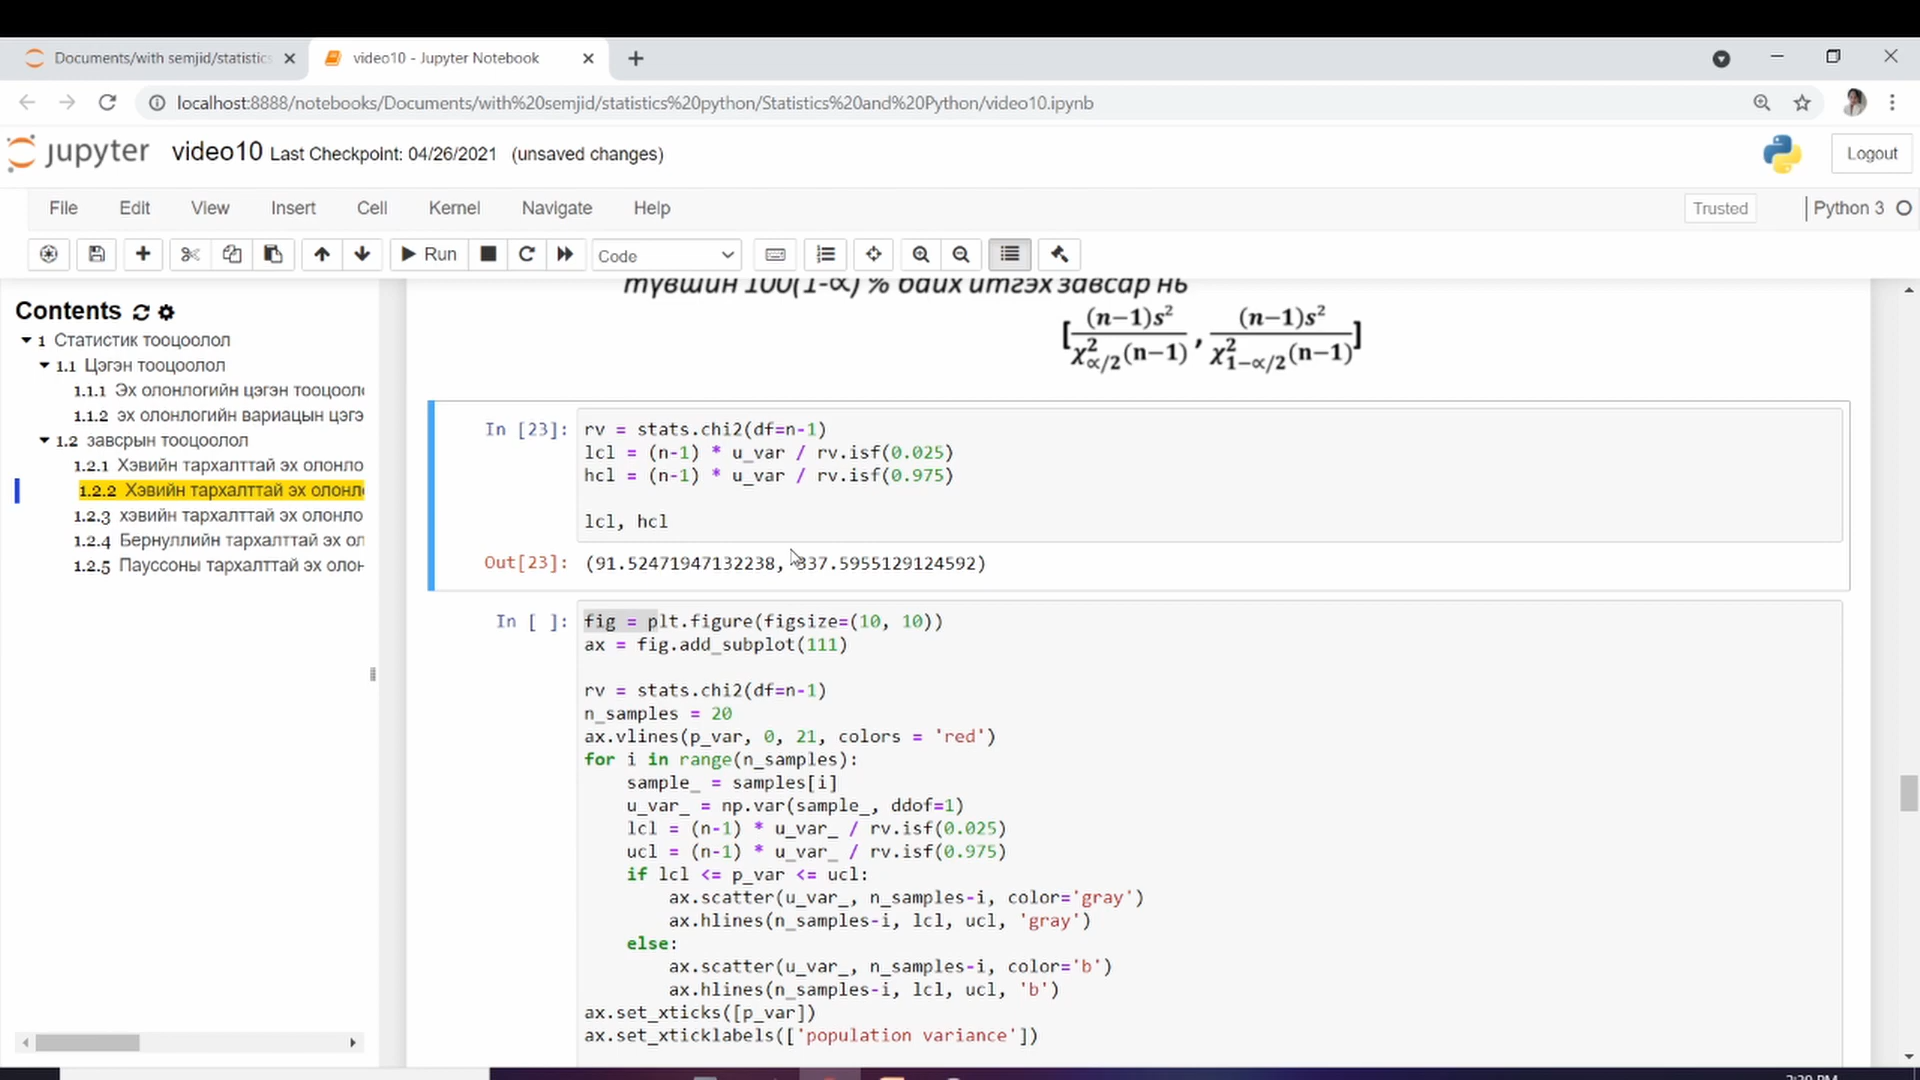 Documents/with semjid/statistics
video10 - Jupyter Notebook
localhost:8888/notebooks/Documents/with%20semjid/statistics%20python/Statistics%20and%20Python/video10.ipynb
jupyter video10 Last Checkpoint: 04/26/2021 (unsaved changes)
Logout
File Edit View Insert Cell Kernel Navigate Help
Trusted
Python 3
Run
Code
Contents
1 Статистик тооцоолол
1.1 Цэгэн тооцоолол
1.1.1 Эх олонлогийн цэгэн тооцоол
1.1.2 эх олонлогийн вариацын цэгэ
1.2 завсрын тооцоолол
1.2.1 Хэвийн тархалттай эх олонло
1.2.2 Хэвийн тархалттай эх олонл
1.2.3 хэвийн тархалттай эх олонло
1.2.4 Бернуллийн тархалттай эх ол
1.2.5 Пауссоны тархалттай эх олон
түвшин 100(1-∝) % байх итгэх завсар нь
[(n−1)s²/χ²∝/2(n−1), (n−1)s²/χ²1−∝/2(n−1)]
In [23]: rv = stats.chi2(df=n-1)
lcl = (n-1) * u_var / rv.isf(0.025)
hcl = (n-1) * u_var / rv.isf(0.975)
lcl, hcl
Out[23]: (91.52471947132238, 337.5955129124592)
In [ ]: fig = plt.figure(figsize=(10, 10))
ax = fig.add_subplot(111)
rv = stats.chi2(df=n-1)
n_samples = 20
ax.vlines(p_var, 0, 21, colors = 'red')
for i in range(n_samples):
sample_ = samples[i]
u_var_ = np.var(sample_, ddof=1)
lcl = (n-1) * u_var_ / rv.isf(0.025)
ucl = (n-1) * u_var_ / rv.isf(0.975)
if lcl <= p_var <= ucl:
ax.scatter(u_var_, n_samples-i, color='gray')
ax.hlines(n_samples-i, lcl, ucl, 'gray')
else:
ax.scatter(u_var_, n_samples-i, color='b')
ax.hlines(n_samples-i, lcl, ucl, 'b')
ax.set_xticks([p_var])
ax.set_xticklabels(['population variance'])